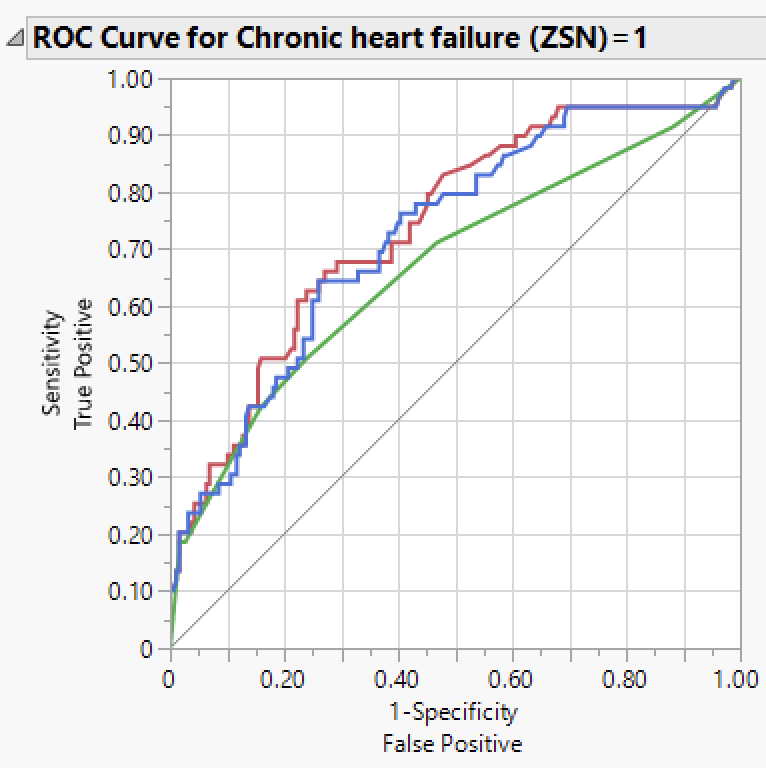 ROC Curve for Chronic heart failure (ZSN)=1
1.00
0.90
0.80
0.70
0.60
0.50
0.40
0.30
0.20
0.10
0
Sensitivity
True Positive
0 0.20 0.40 0.60 0.80 1.00
1-Specificity
False Positive